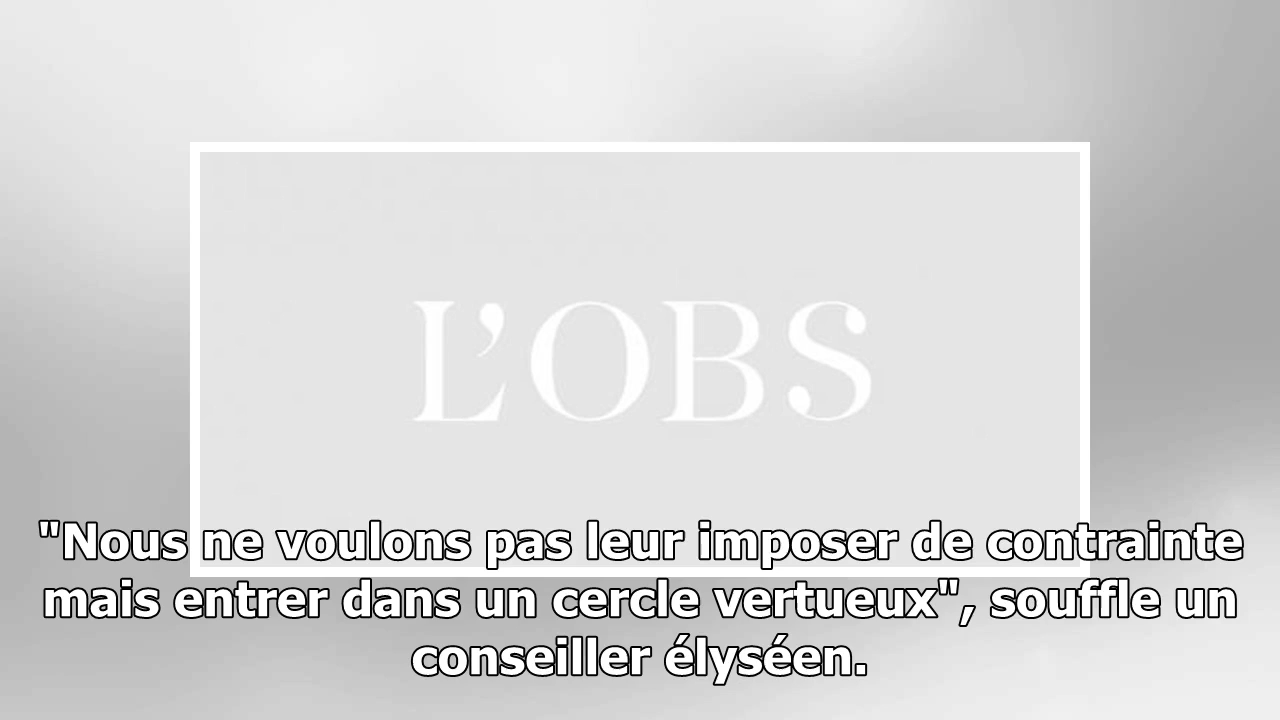 L'OBS
"Nous ne voulons pas leur imposer de contrainte
mais entrer dans un cercle vertueux", souffle un
conseiller élyséen.